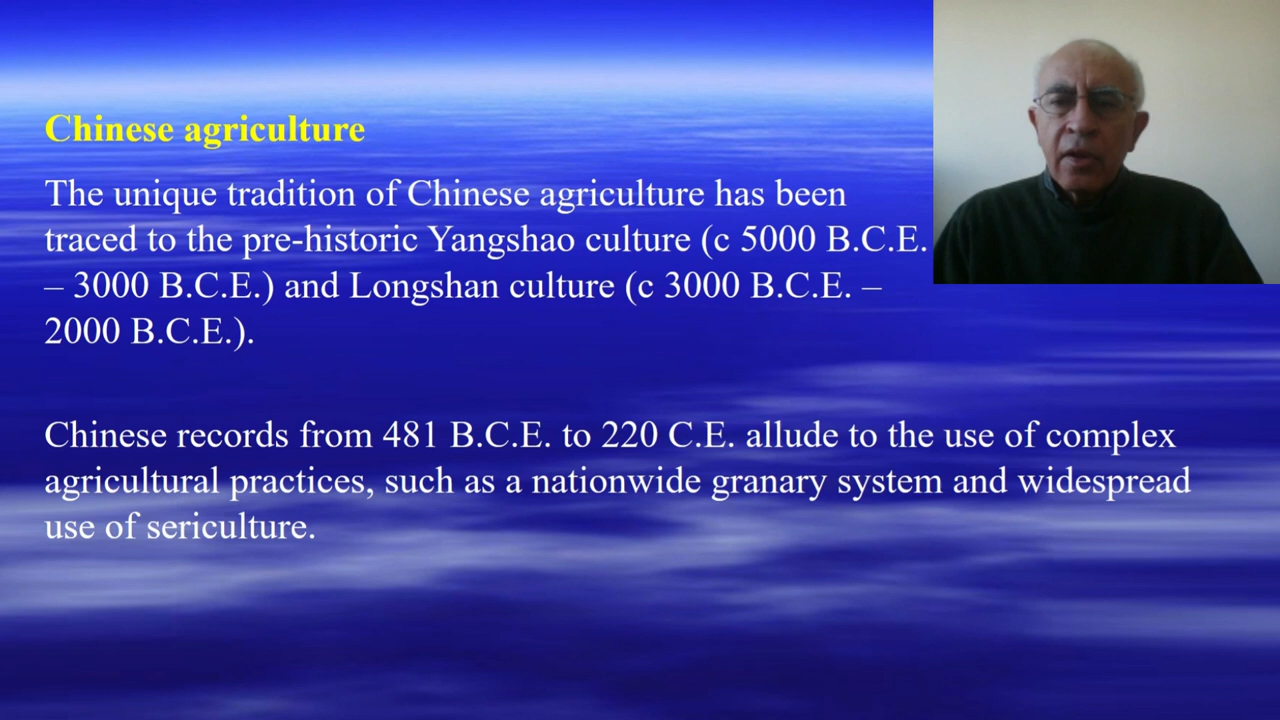 Chinese agriculture
The unique tradition of Chinese agriculture has been
traced to the pre-historic Yangshao culture (c 5000 B.C.E.
– 3000 B.C.E.) and Longshan culture (c 3000 B.C.E. –
2000 B.C.E.).
Chinese records from 481 B.C.E. to 220 C.E. allude to the use of complex
agricultural practices, such as a nationwide granary system and widespread
use of sericulture.